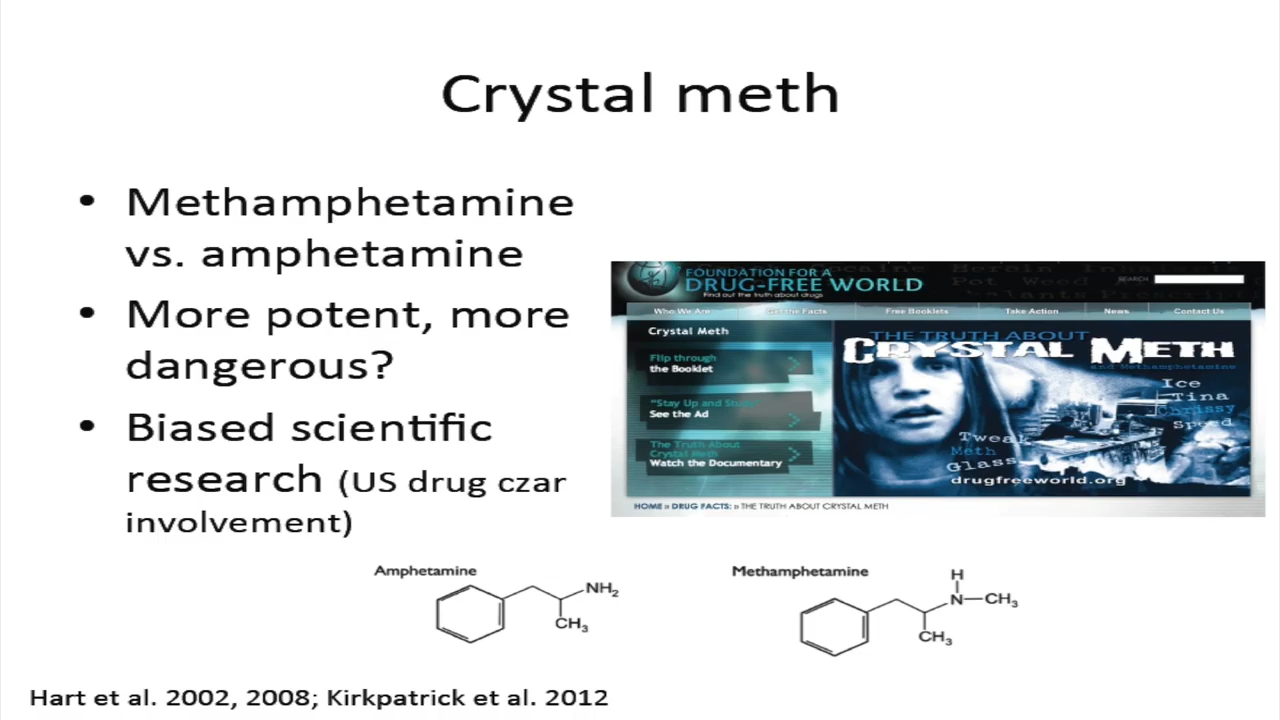 Crystal meth
• Methamphetamine
vs. amphetamine
• More potent, more
dangerous?
• Biased scientific
research (US drug czar
involvement)
FOUNDATION FOR A
DRUG-FREE WORLD
Find out the truth about drugs
SEARCH
Who We Are Get the Facts Free Booklets Take Action News Contact Us
Crystal Meth
Flip through
the Booklet
"Stay Up and Study"
See the Ad
The Truth About
Crystal Meth
Watch the Documentary
THE TRUTH ABOUT
CRYSTAL METH
and Methamphetamine
Ice
Tina
Chrissy
Speed
Tweak
Meth
Glass
drugfreeworld.org
HOME » DRUG FACTS: » THE TRUTH ABOUT CRYSTAL METH
Amphetamine
NH₂
CH₃
Methamphetamine
H
N—CH₃
CH₃
Hart et al. 2002, 2008; Kirkpatrick et al. 2012